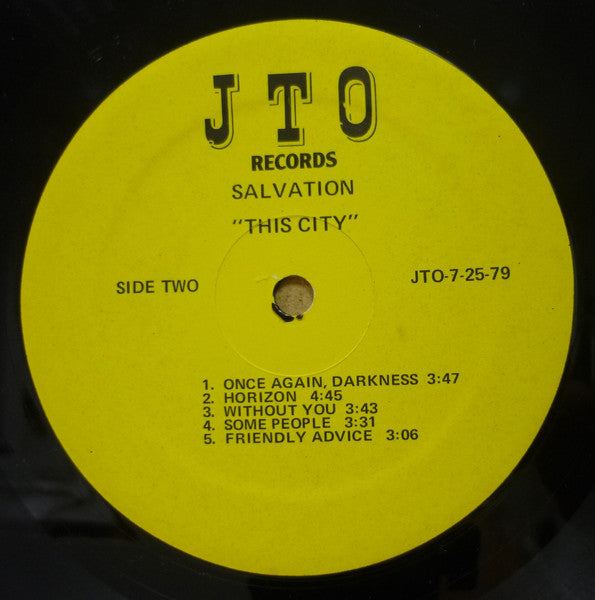 JTO
RECORDS
SALVATION
"THIS CITY"
SIDE TWO
JTO-7-25-79
1. ONCE AGAIN, DARKNESS 3:47
2. HORIZON 4:45
3. WITHOUT YOU 3:43
4. SOME PEOPLE 3:31
5. FRIENDLY ADVICE 3:06